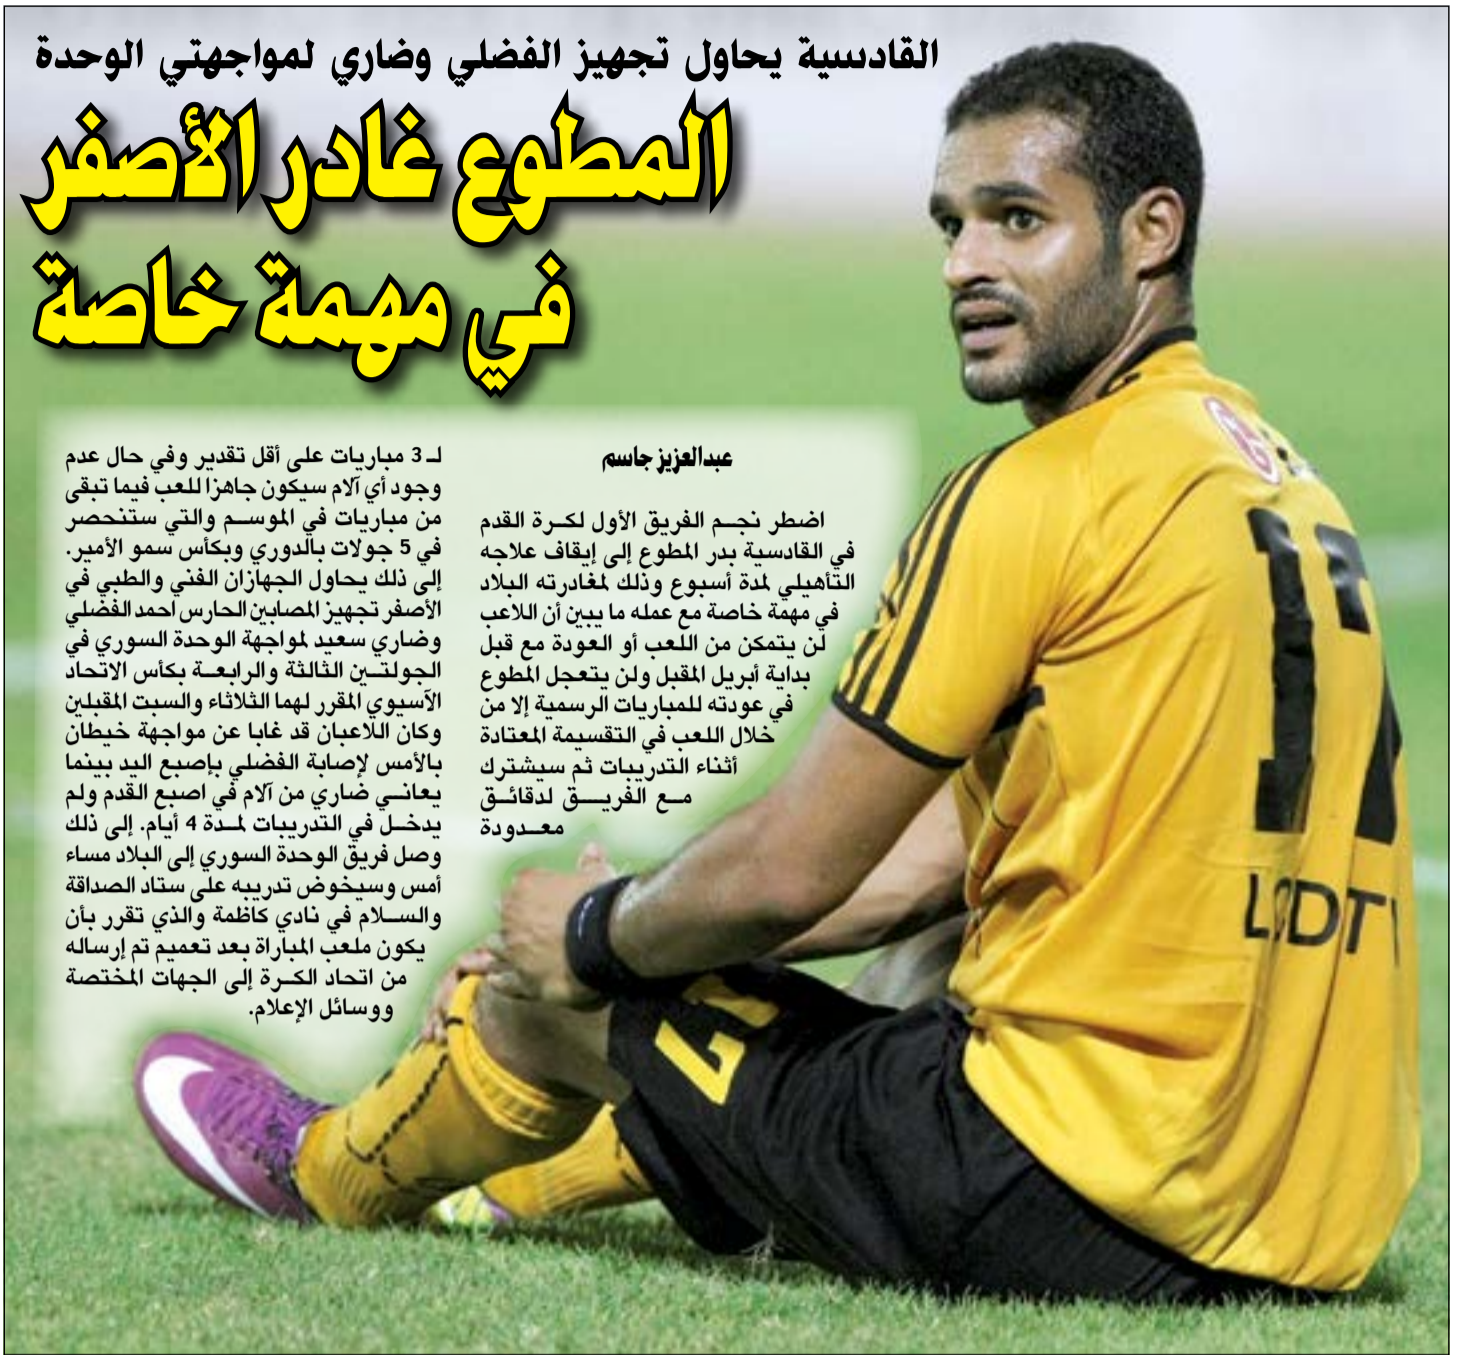 القادسية يحاول تجهيز الفضلي وضاري لمواجهتي الوحدة
المطوع غادر الأصفر
في مهمة خاصة
عبدالعزيز جاسم
اضطر نجم الفريق الأول لكرة القدم
في القادسية بدر المطوع إلى إيقاف علاجه
التأهيلي لمدة أسبوع وذلك لمغادرته البلاد
في مهمة خاصة مع عمله ما يبين أن اللاعب
لن يتمكن من اللعب أو العودة مع قبل
بداية أبريل المقبل ولن يتعجل المطوع
في عودته للمباريات الرسمية إلا من
خلال اللعب في التقسيمة المعتادة
أثناء التدريبات ثم سيشترك
مع الفريق لدقائق
معدودة
لـ 3 مباريات على أقل تقدير وفي حال عدم
وجود أي آلام سيكون جاهزا للعب فيما تبقى
من مباريات في الموسم والتي ستنحصر
في 5 جولات بالدوري وبكأس سمو الأمير.
إلى ذلك يحاول الجهازان الفني والطبي في
الأصفر تجهيز المصابين الحارس احمد الفضلي
وضاري سعيد لمواجهة الوحدة السوري في
الجولتين الثالثة والرابعة بكأس الاتحاد
الآسيوي المقرر لهما الثلاثاء والسبت المقبلين
وكان اللاعبان قد غابا عن مواجهة خيطان
بالأمس لإصابة الفضلي بإصبع اليد بينما
يعاني ضاري من آلام في اصبع القدم ولم
يدخل في التدريبات لمدة 4 أيام. إلى ذلك
وصل فريق الوحدة السوري إلى البلاد مساء
أمس وسيخوض تدريبه على ستاد الصداقة
والسلام في نادي كاظمة والذي تقرر بأن
يكون ملعب المباراة بعد تعميم تم إرساله
من اتحاد الكرة إلى الجهات المختصة
ووسائل الإعلام.
17
17